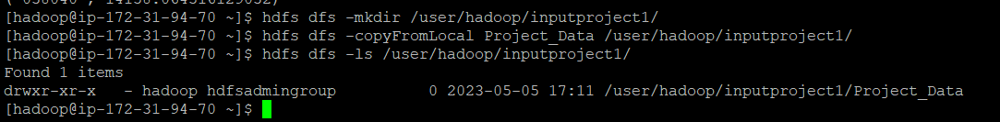 [hadoop@ip-172-31-94-70 ~]$ hdfs dfs -mkdir /user/hadoop/inputproject1/
[hadoop@ip-172-31-94-70 ~]$ hdfs dfs -copyFromLocal Project_Data /user/hadoop/inputproject1/
[hadoop@ip-172-31-94-70 ~]$ hdfs dfs -ls /user/hadoop/inputproject1/
Found 1 items
drwxr-xr-x   - hadoop hdfsadmingroup          0 2023-05-05 17:11 /user/hadoop/inputproject1/Project_Data
[hadoop@ip-172-31-94-70 ~]$